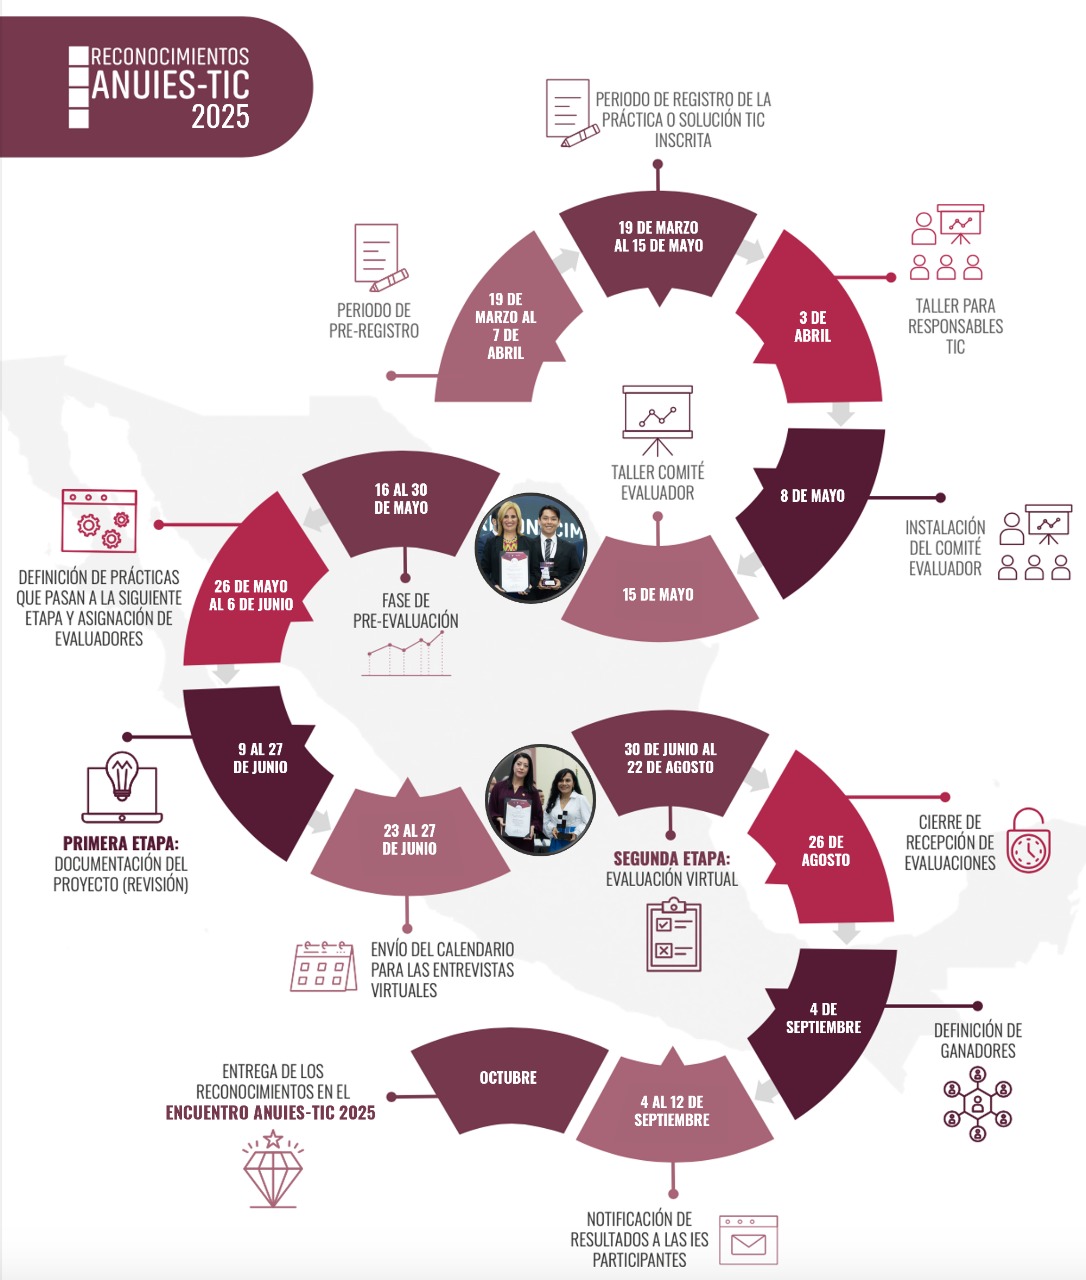 RECONOCIMIENTOS
ANUIES-TIC
2025
PERIODO DE
PRE-REGISTRO
19 DE
MARZO AL
7 DE
ABRIL
PERIODO DE REGISTRO DE LA
PRÁCTICA O SOLUCIÓN TIC
INSCRITA
19 DE MARZO
AL 15 DE MAYO
TALLER PARA
RESPONSABLES
TIC
3 DE
ABRIL
8 DE MAYO
INSTALACIÓN
DEL COMITÉ
EVALUADOR
TALLER COMITÉ
EVALUADOR
15 DE MAYO
16 AL 30
DE MAYO
FASE DE
PRE-EVALUACIÓN
26 DE MAYO
AL 6 DE JUNIO
DEFINICIÓN DE PRÁCTICAS
QUE PASAN A LA SIGUIENTE
ETAPA Y ASIGNACIÓN DE
EVALUADORES
9 AL 27
DE JUNIO
PRIMERA ETAPA:
DOCUMENTACIÓN DEL
PROYECTO (REVISIÓN)
23 AL 27
DE JUNIO
ENVÍO DEL CALENDARIO
PARA LAS ENTREVISTAS
VIRTUALES
30 DE JUNIO AL
22 DE AGOSTO
SEGUNDA ETAPA:
EVALUACIÓN VIRTUAL
26 DE
AGOSTO
CIERRE DE
RECEPCIÓN DE
EVALUACIONES
4 DE
SEPTIEMBRE
DEFINICIÓN DE
GANADORES
4 AL 12 DE
SEPTIEMBRE
NOTIFICACIÓN DE
RESULTADOS A LAS IES
PARTICIPANTES
OCTUBRE
ENTREGA DE LOS
RECONOCIMIENTOS EN EL
ENCUENTRO ANUIES-TIC 2025